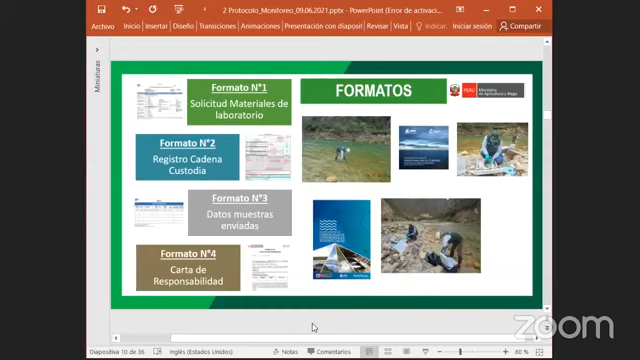 2 Protocolo_Monitoreo_09.06.2021.pptx - PowerPoint (Error de activac
Archivo
Inicio
Insertar
Diseño
Transiciones
Animaciones
Presentación con diaposit
Revisar
Vista
Indicar.
Iniciar sesión
Compartir
Miniaturas
Formato N°1
Solicitud Materiales de
laboratorio
Formato N°2
Registro Cadena
Custodia
Formato N°3
Datos muestras
enviadas
Formato N°4
Carta de
Responsabilidad
FORMATOS
PERÚ
Ministerio
de Agricultura y Riego
zoom
Diapositiva 10 de 36
Inglés (Estados Unidos)
Notas
Comentarios
60 %